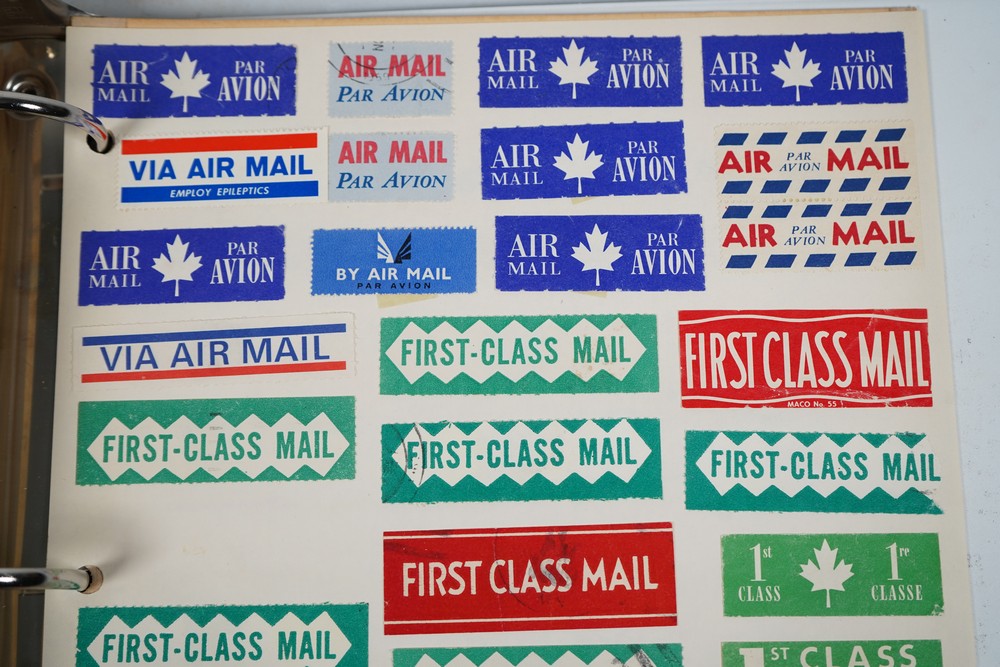 AIR MAIL PAR AVION
AIR MAIL
PAR AVION
AIR MAIL PAR AVION
AIR MAIL PAR AVION
VIA AIR MAIL
EMPLOY EPILEPTICS
AIR MAIL
PAR AVION
AIR MAIL PAR AVION
AIR PAR AVION MAIL
AIR PAR AVION MAIL
AIR MAIL PAR AVION
BY AIR MAIL
PAR AVION
AIR MAIL PAR AVION
VIA AIR MAIL
FIRST-CLASS MAIL
FIRST CLASS MAIL
MACO No. 55
FIRST-CLASS MAIL
FIRST-CLASS MAIL
FIRST-CLASS MAIL
FIRST CLASS MAIL
1st CLASS 1re CLASSE
FIRST-CLASS MAIL
1ST CLASS